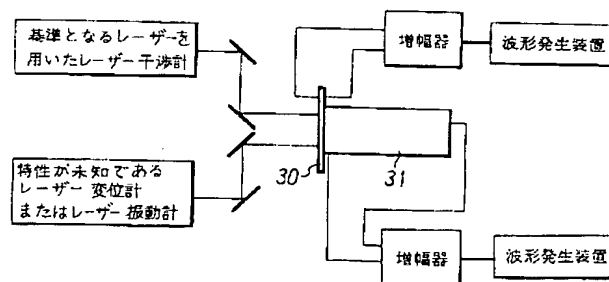 基準となるレーザーを
用いたレーザー干渉計
増幅器
波形発生装置
30
31
特性が未知である
レーザー変位計
またはレーザー振動計
増幅器
波形発生装置